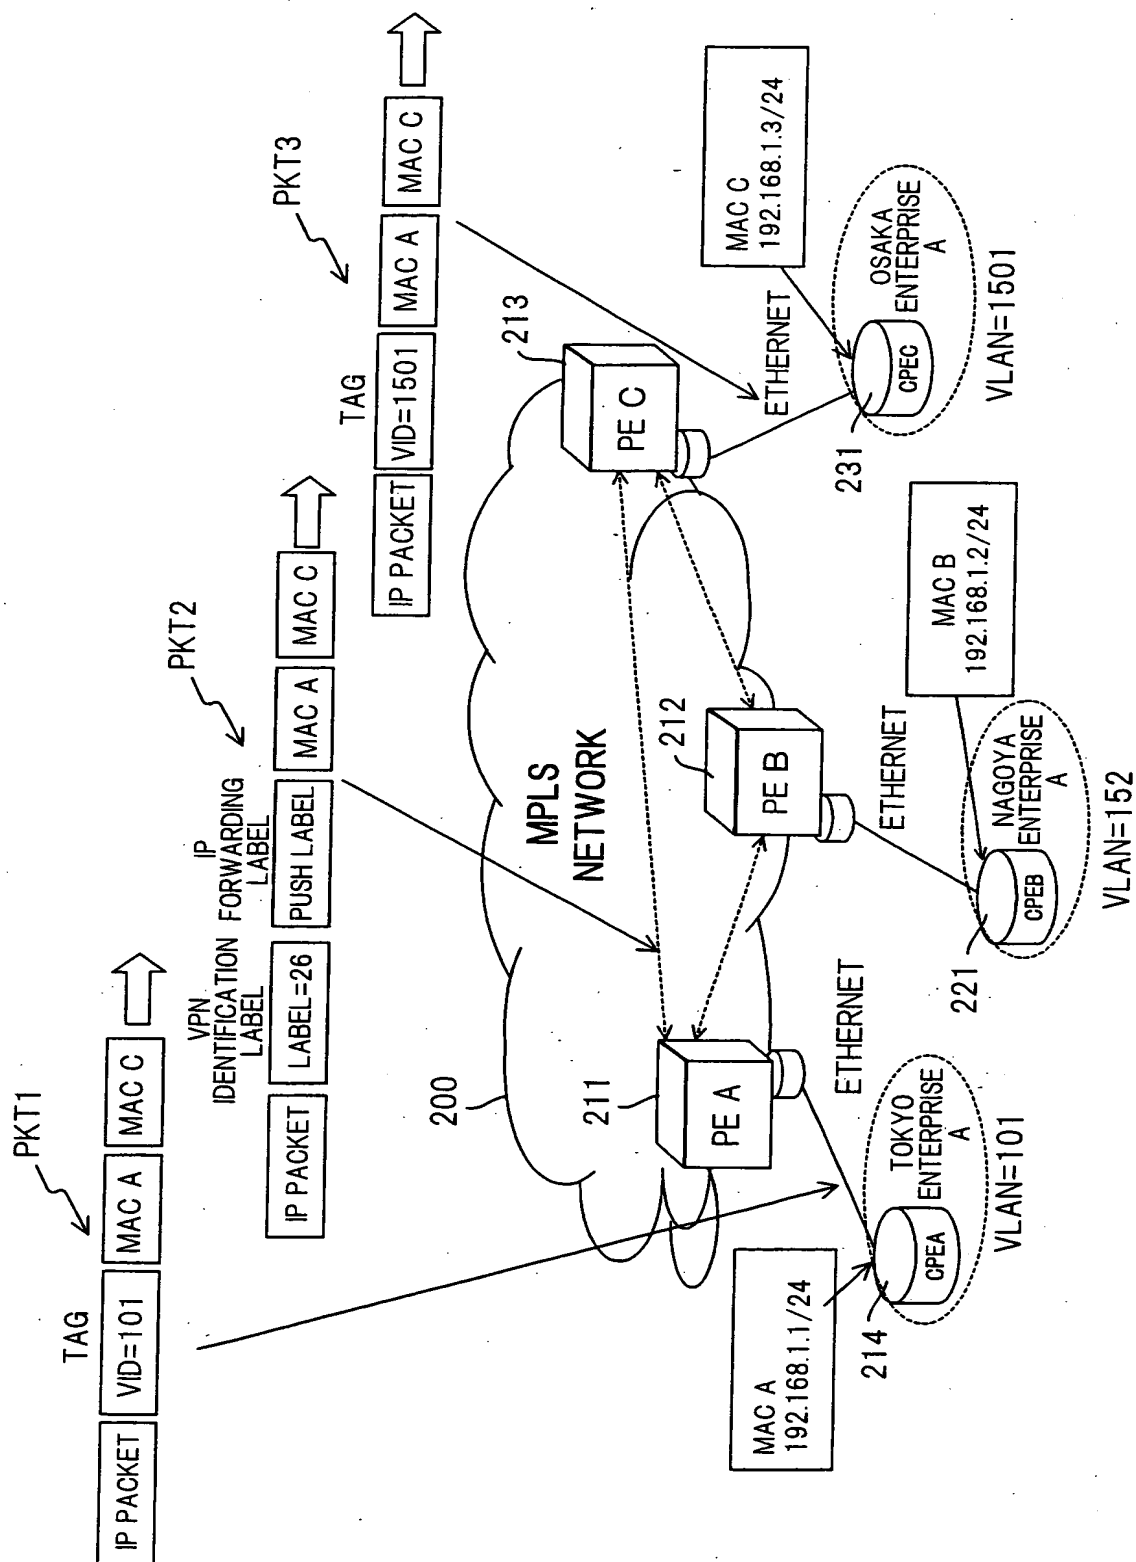 PKT1
TAG
IP PACKET
VID=101
MAC A
MAC C
PKT2
VPN
IDENTIFICATION
LABEL
IP
FORWARDING
LABEL
IP PACKET
LABEL=26
PUSH LABEL
MAC A
MAC C
PKT3
TAG
IP PACKET
VID=1501
MAC A
MAC C
200
MPLS
NETWORK
211
PE A
212
PE B
213
PE C
ETHERNET
ETHERNET
ETHERNET
MAC A
192.168.1.1/24
214
CPEA
TOKYO
ENTERPRISE
A
VLAN=101
MAC B
192.168.1.2/24
221
CPEB
NAGOYA
ENTERPRISE
A
VLAN=152
MAC C
192.168.1.3/24
231
CPEC
OSAKA
ENTERPRISE
A
VLAN=1501